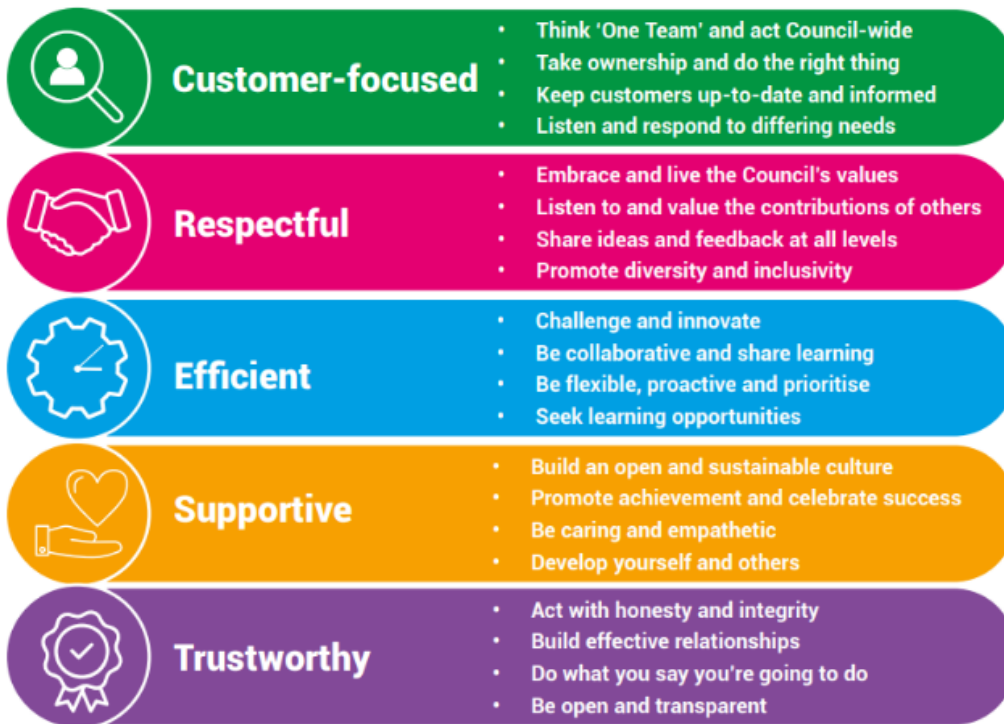 Customer-focused
• Think ‘One Team’ and act Council-wide
• Take ownership and do the right thing
• Keep customers up-to-date and informed
• Listen and respond to differing needs
Respectful
• Embrace and live the Council's values
• Listen to and value the contributions of others
• Share ideas and feedback at all levels
• Promote diversity and inclusivity
Efficient
• Challenge and innovate
• Be collaborative and share learning
• Be flexible, proactive and prioritise
• Seek learning opportunities
Supportive
• Build an open and sustainable culture
• Promote achievement and celebrate success
• Be caring and empathetic
• Develop yourself and others
Trustworthy
• Act with honesty and integrity
• Build effective relationships
• Do what you say you're going to do
• Be open and transparent